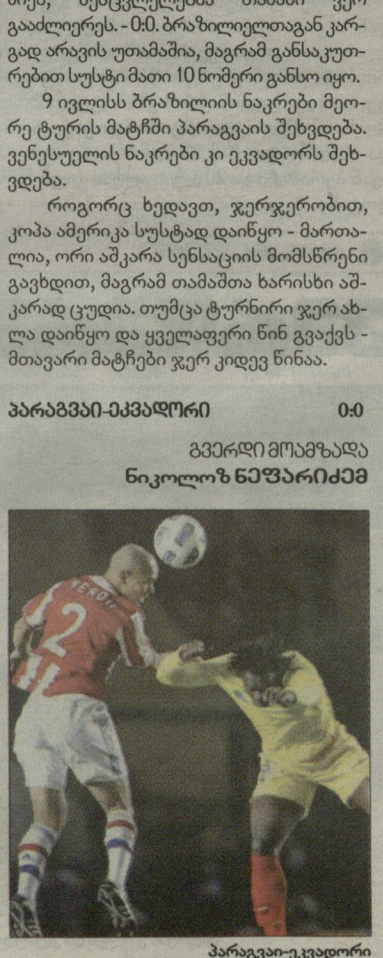 გააძლიერეს. - 0:0. ბრაზილიელთაგან კარ-
გად არავის უთამაშია, მაგრამ განსაკუთ-
რებით სუსტი მათი 10 ნომერი განსო იყო.
9 ივლისს ბრაზილიის ნაკრები მეო-
რე ტურის მატჩში პარაგვაის შეხვდება.
ვენესუელის ნაკრები კი ეკვადორს შეხ-
ვდება.
როგორც ხედავთ, ჯერჯერობით,
კოპა ამერიკა სუსტად დაიწყო - მართა-
ლია, ორი აშკარა სენსაციის მომსწრენი
გავხდით, მაგრამ თამაშთა ხარისხი აშ-
კარად ცუდია. თუმცა ტურნირი ჯერ ახ-
ლა დაიწყო და ყველაფერი წინ გვაქვს -
მთავარი მატჩები ჯერ კიდევ წინაა.
პარაგვაი-ეკვადორი 0:0
გვერდი მოამზადა
ნიკოლოზ ნეფარიძემ
2
პარაგვაი-ეკვადორი